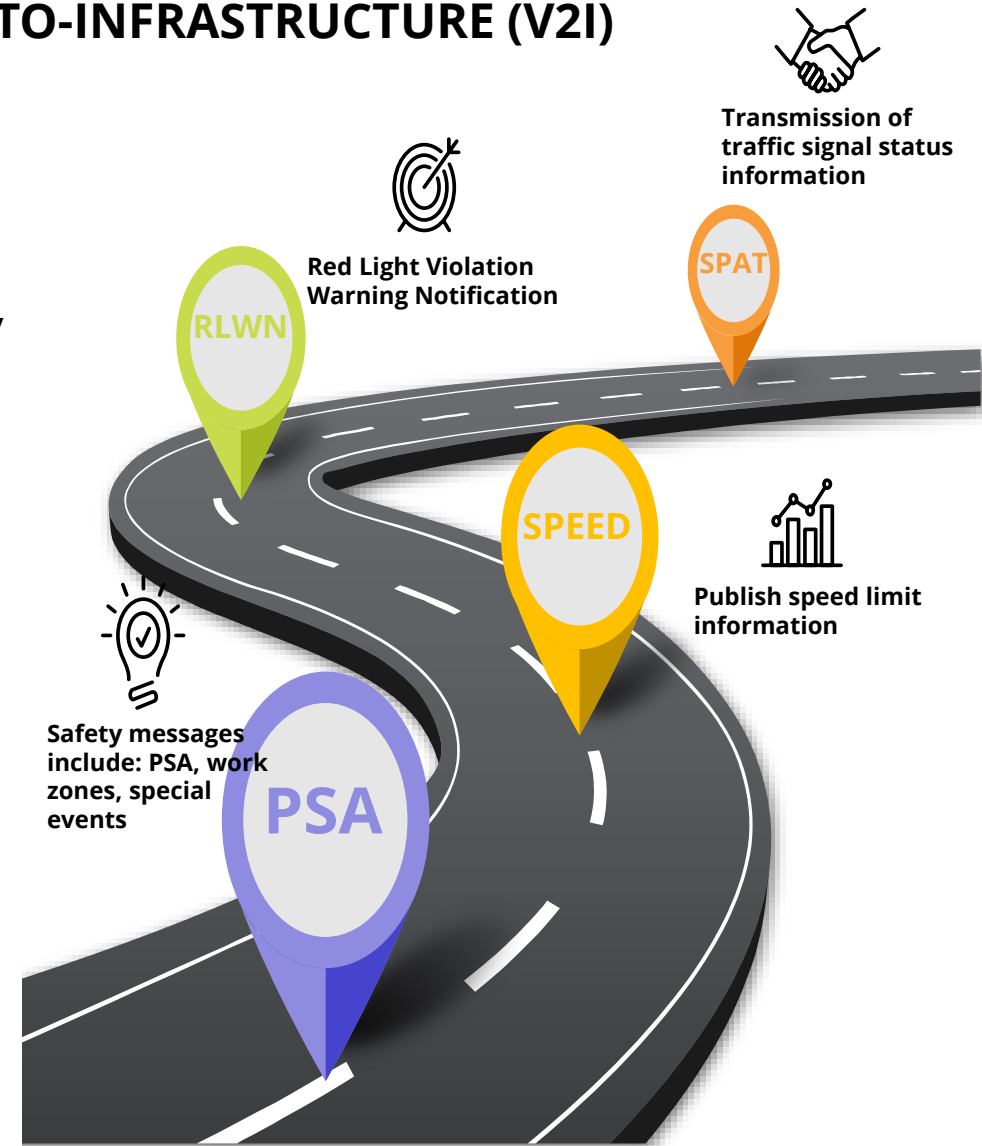 TO-INFRASTRUCTURE (V2I)
Transmission of
traffic signal status
information
Red Light Violation
Warning Notification
SPAT
RLWN
SPEED
Publish speed limit
information
Safety messages
include: PSA, work
zones, special
events
PSA